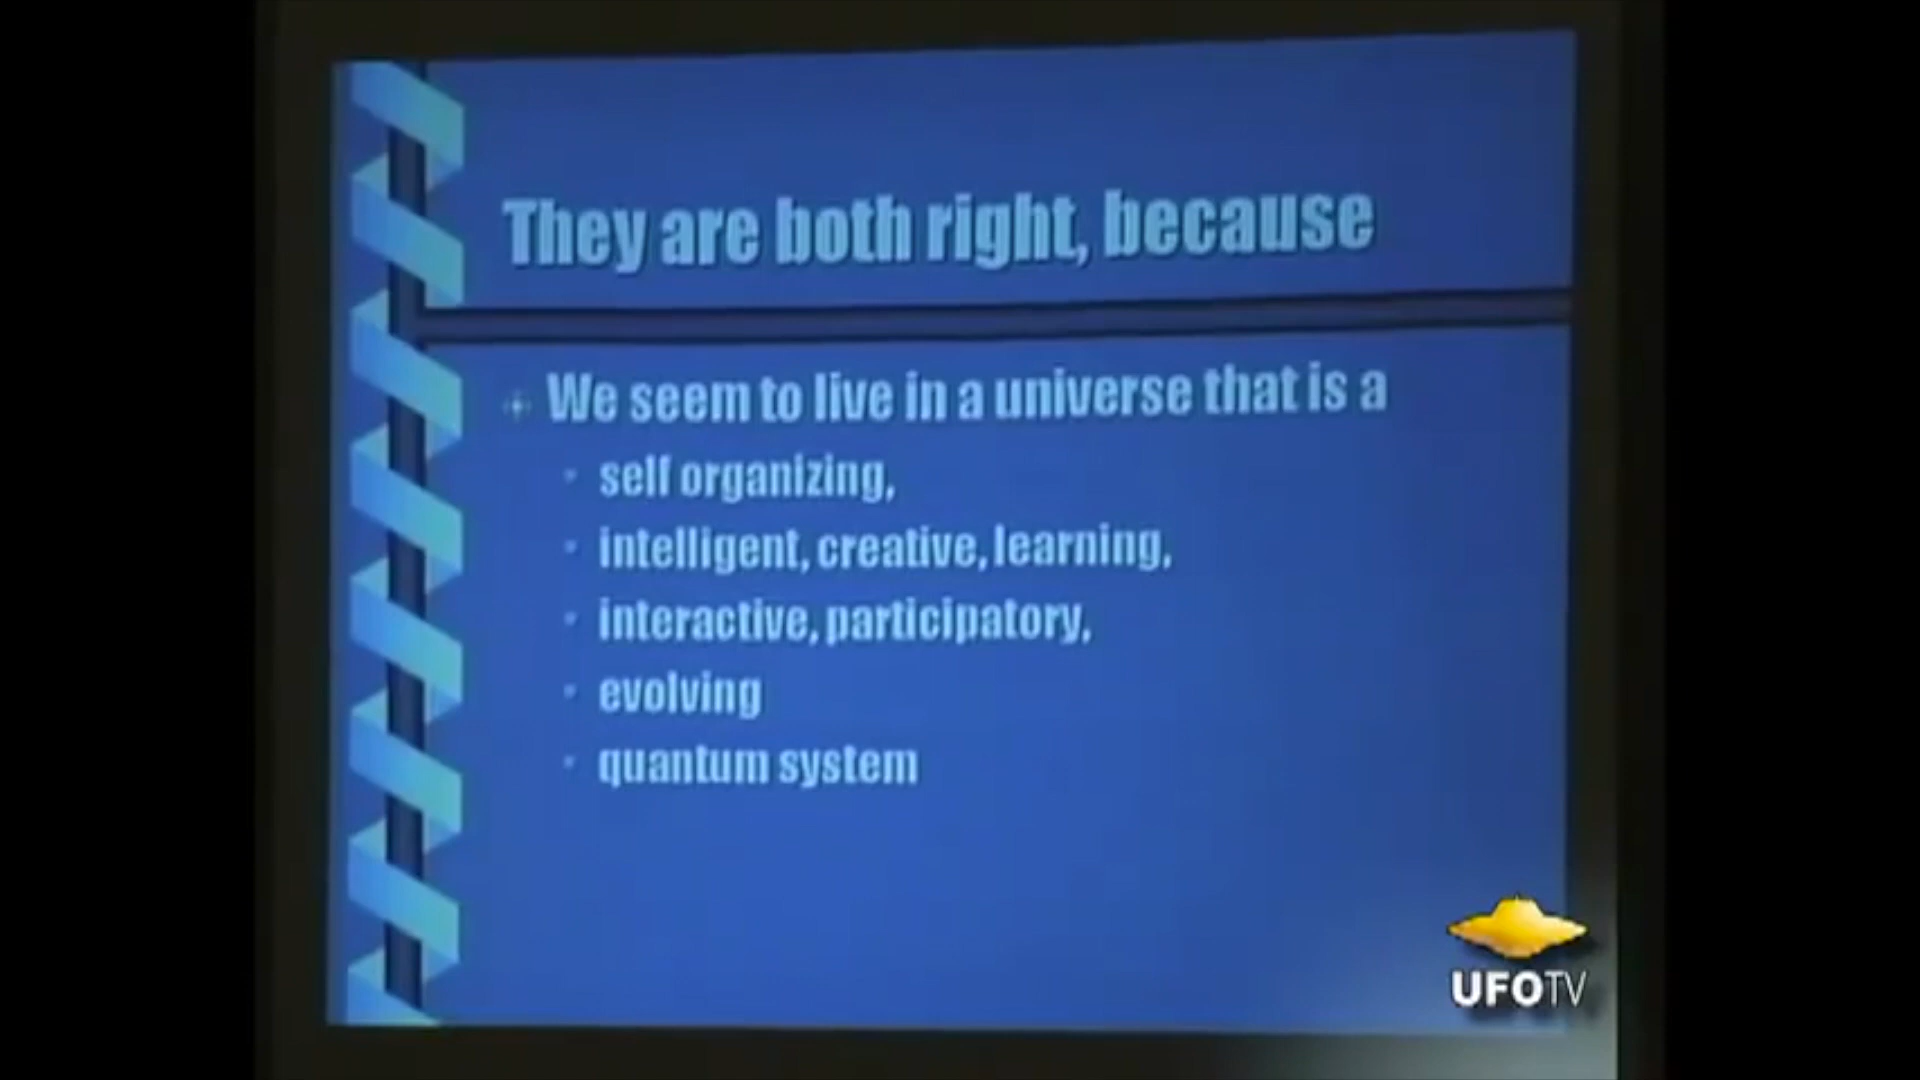 They are both right, because
We seem to live in a universe that is a
self organizing,
intelligent, creative, learning,
interactive, participatory,
evolving
quantum system
UFOTV